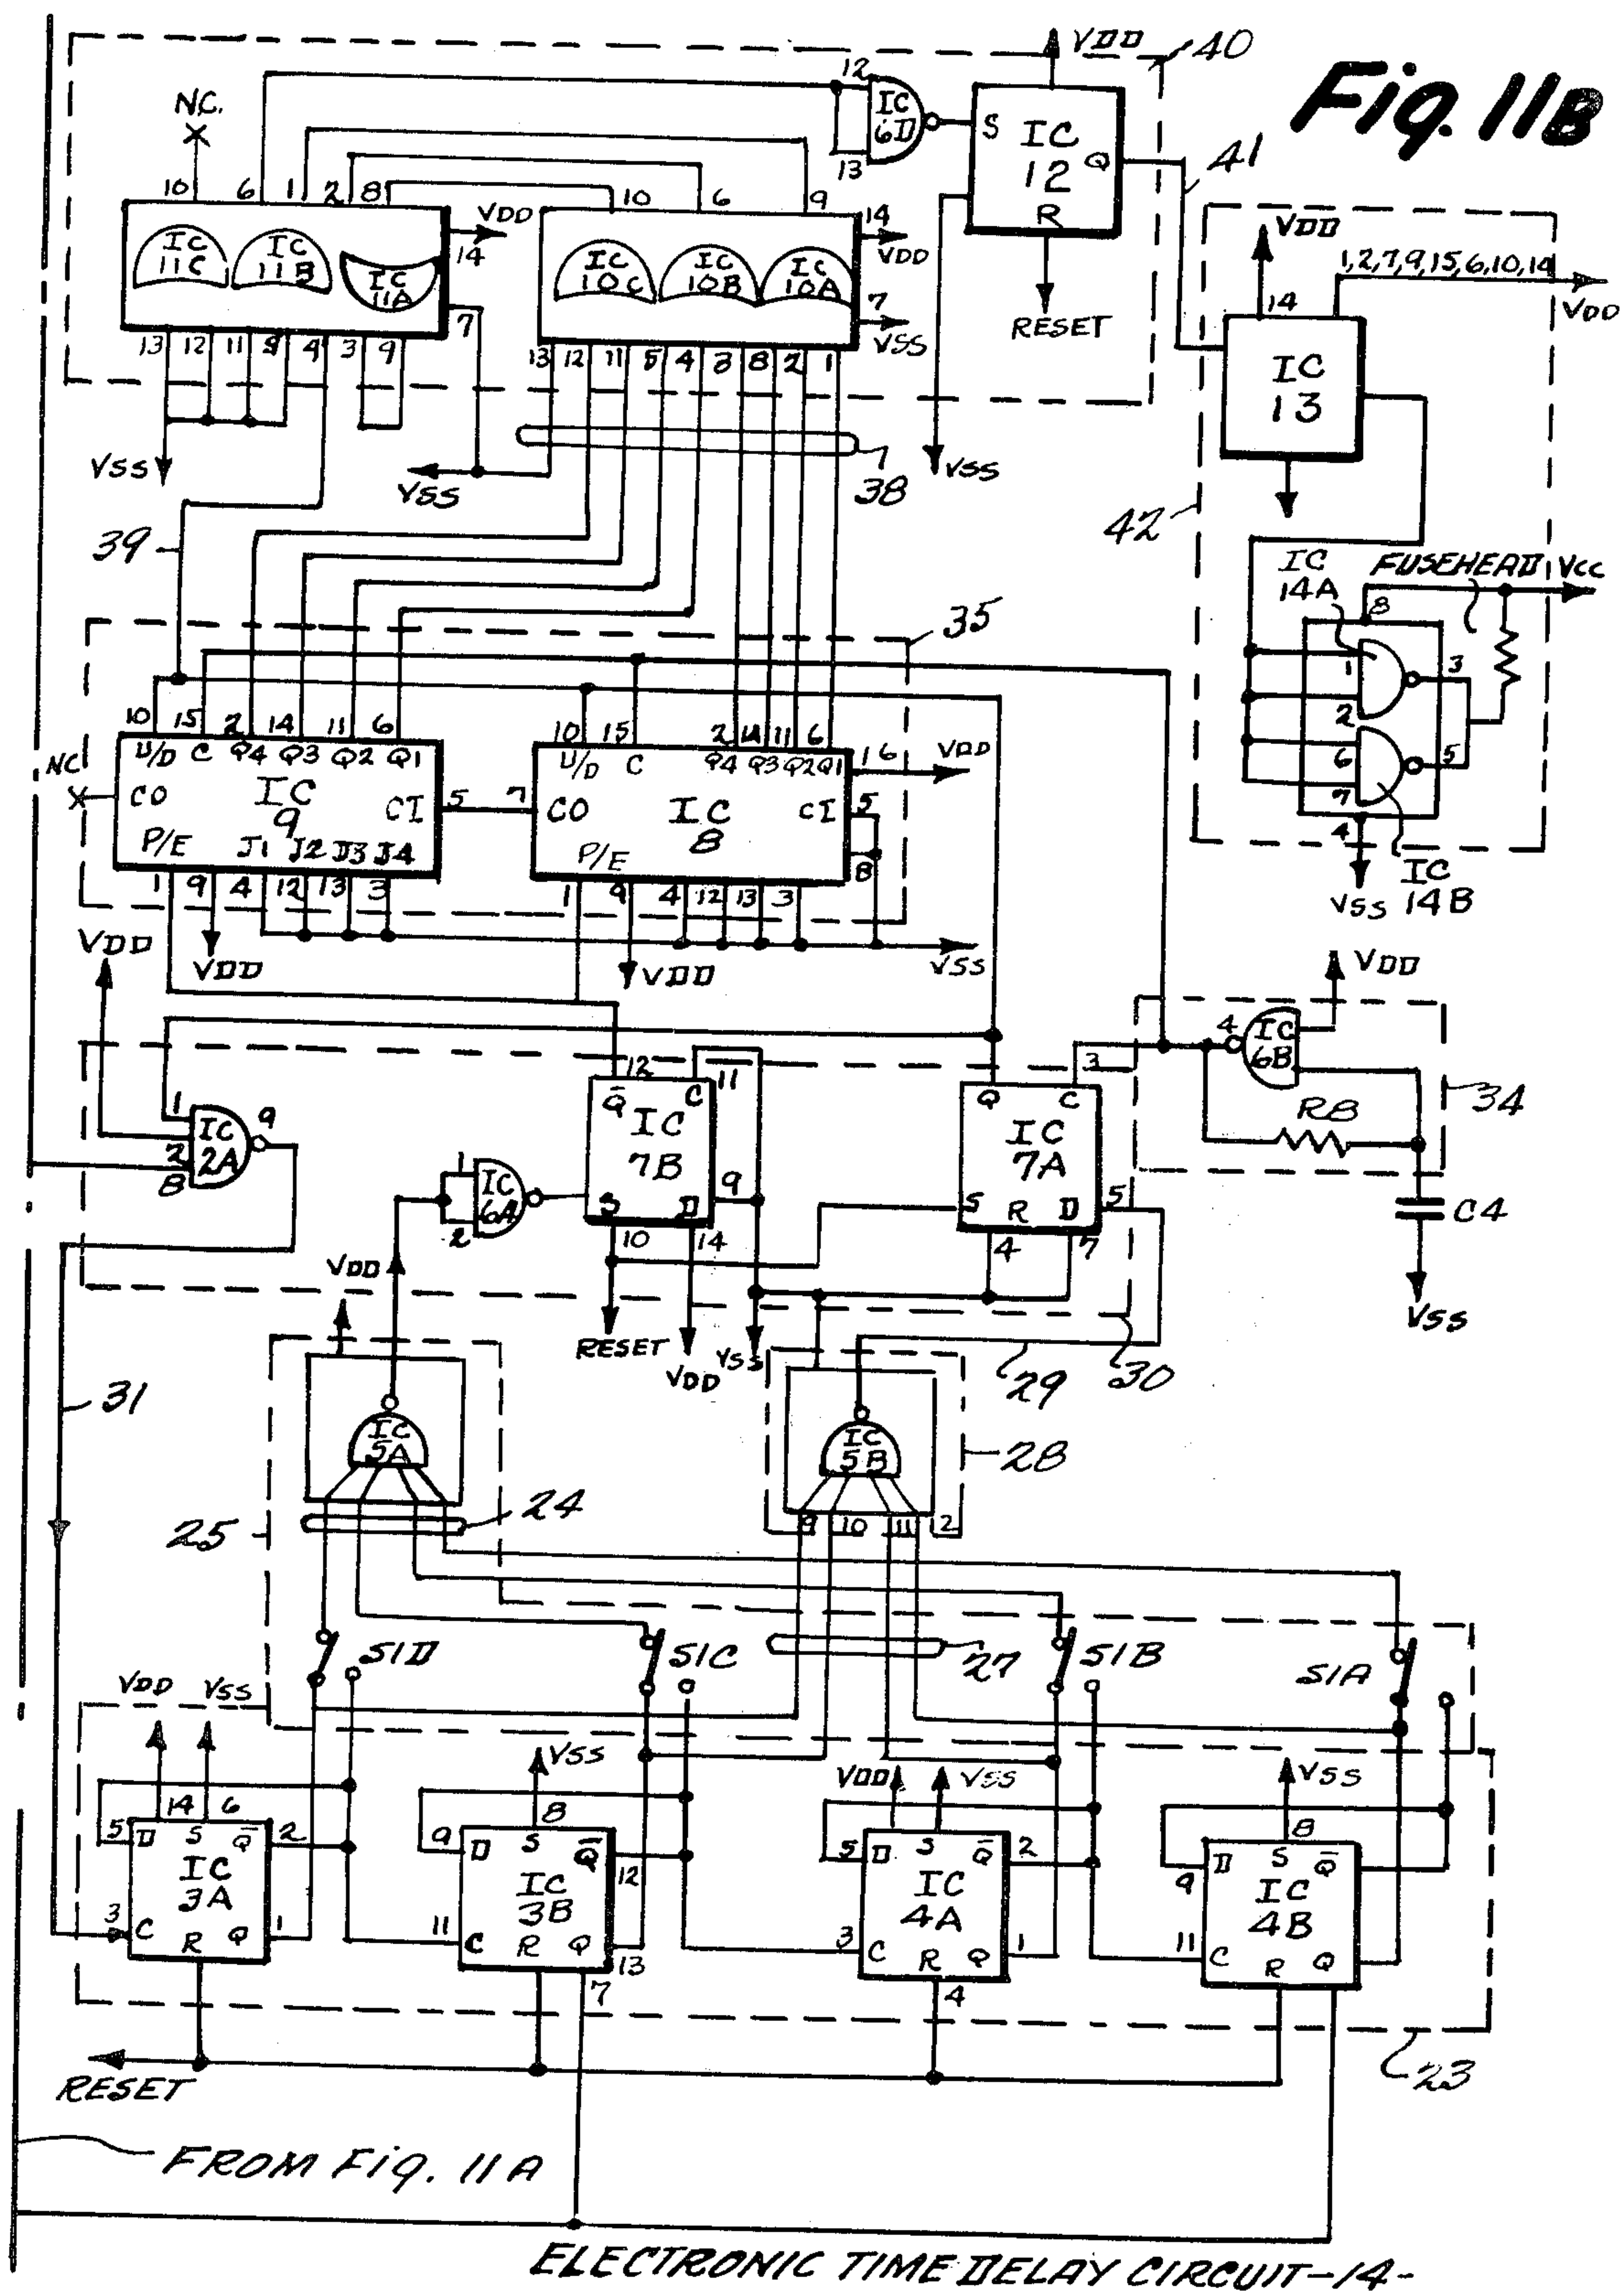 Fig. 11B
VDD
40
NC.
12
IC 6D
13
S IC 12 Q
R
RESET
41
10 6 1 2 8
10 6 9
VDD
14
14
VDD
IC 11C
IC 11B
IC 11A
IC 10C
IC 10B
IC 10A
7
7
VSS
13 12 11 5 4 3 9
13 12 11 5 4 3 8 2 1
VSS
VSS
38
VSS
VDD
1,2,7,9,15,6,10,14
VDD
14
IC 13
42
39
IC 14A
FUSEHEAD
VCC
8
1
2
3
6
7
5
4
VSS
IC 14B
35
10 15 2 14 11 6
U/D C Q4 Q3 Q2 Q1
NC
CO IC 9 CI
P/E J1 J2 J3 J4
5
7
10 15 2 14 11 6
U/D C Q4 Q3 Q2 Q1
16
VDD
CO IC 8 CI
5
P/E
8
1 9 4 12 13 3
1 9 4 12 13 3
VDD
VDD
VDD
VSS
VDD
4
IC 6B
34
R8
C4
VSS
12
11
3
Q̅ C
IC 7B
S D
9
10
14
Q C
IC 7A
S R D
5
4
7
1
2
8
IC 2A
9
1
2
IC 6A
VDD
RESET
VDD
VSS
29
30
31
IC 5A
IC 5B
28
24
25
9 10 11 12
27
S1D
S1C
S1B
S1A
VDD
VSS
VSS
VDD
VSS
VSS
14 6
8
8
5 D S Q̅ 2
IC 3A
3 C R Q 1
9 D S Q̅ 12
IC 3B
11 C R Q 13
7
5 D S Q̅ 2
IC 4A
3 C R Q 1
4
9 D S Q̅
IC 4B
11 C R Q
23
RESET
FROM Fig. 11A
ELECTRONIC TIME DELAY CIRCUIT-14-